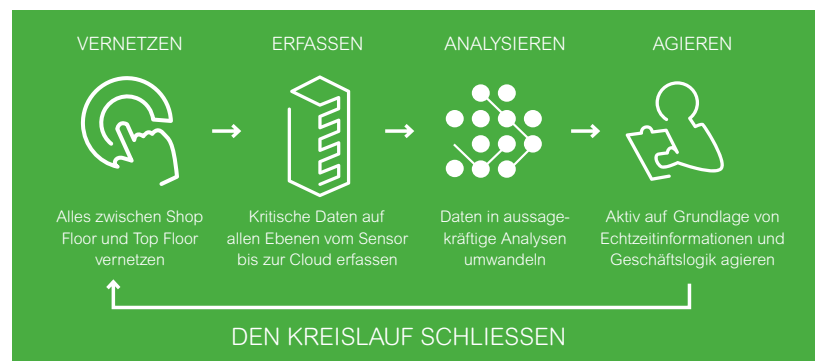 VERNETZEN
Alles zwischen Shop
Floor und Top Floor
vernetzen
ERFASSEN
Kritische Daten auf
allen Ebenen vom Sensor
bis zur Cloud erfassen
ANALYSIEREN
Daten in aussage-
kräftige Analysen
umwandeln
AGIEREN
Aktiv auf Grundlage von
Echtzeitinformationen und
Geschäftslogik agieren
DEN KREISLAUF SCHLIESSEN